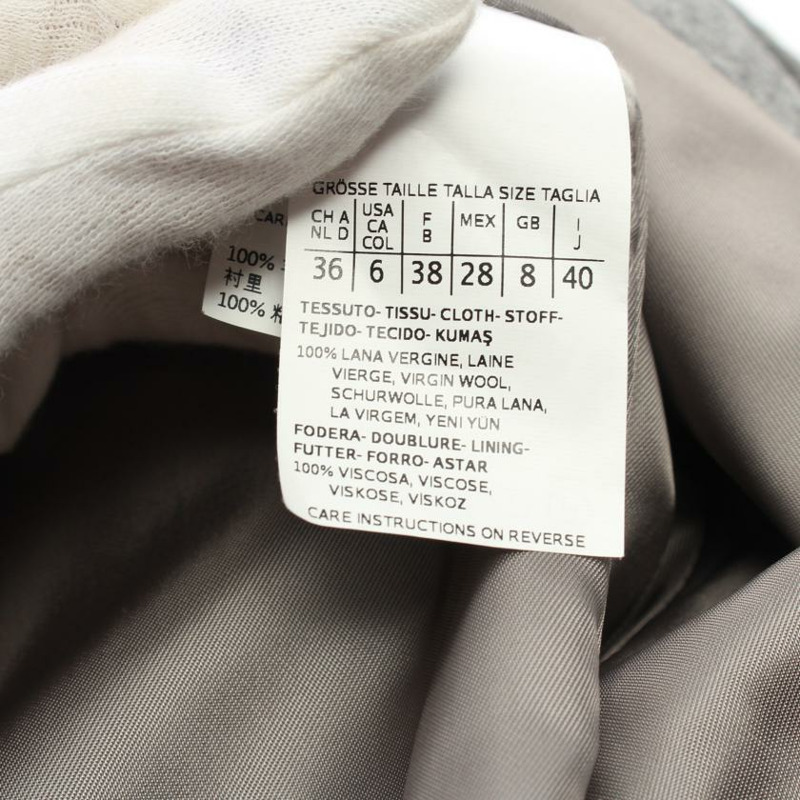 GRÖSSE TAILLE TALLA SIZE TAGLIA
CH A USA F MEX GB I
NL D CA B J
COL
36 6 38 28 8 40
TESSUTO- TISSU- CLOTH- STOFF-
TEJIDO- TECIDO- KUMAŞ
100% LANA VERGINE, LAINE
VIERGE, VIRGIN WOOL,
SCHURWOLLE, PURA LANA,
LA VIRGEM, YENI YÜN
FODERA- DOUBLURE- LINING-
FUTTER- FORRO- ASTAR
100% VISCOSA, VISCOSE,
VISKOSE, VISKOZ
CARE INSTRUCTIONS ON REVERSE
CAR
100%
衬里
100%